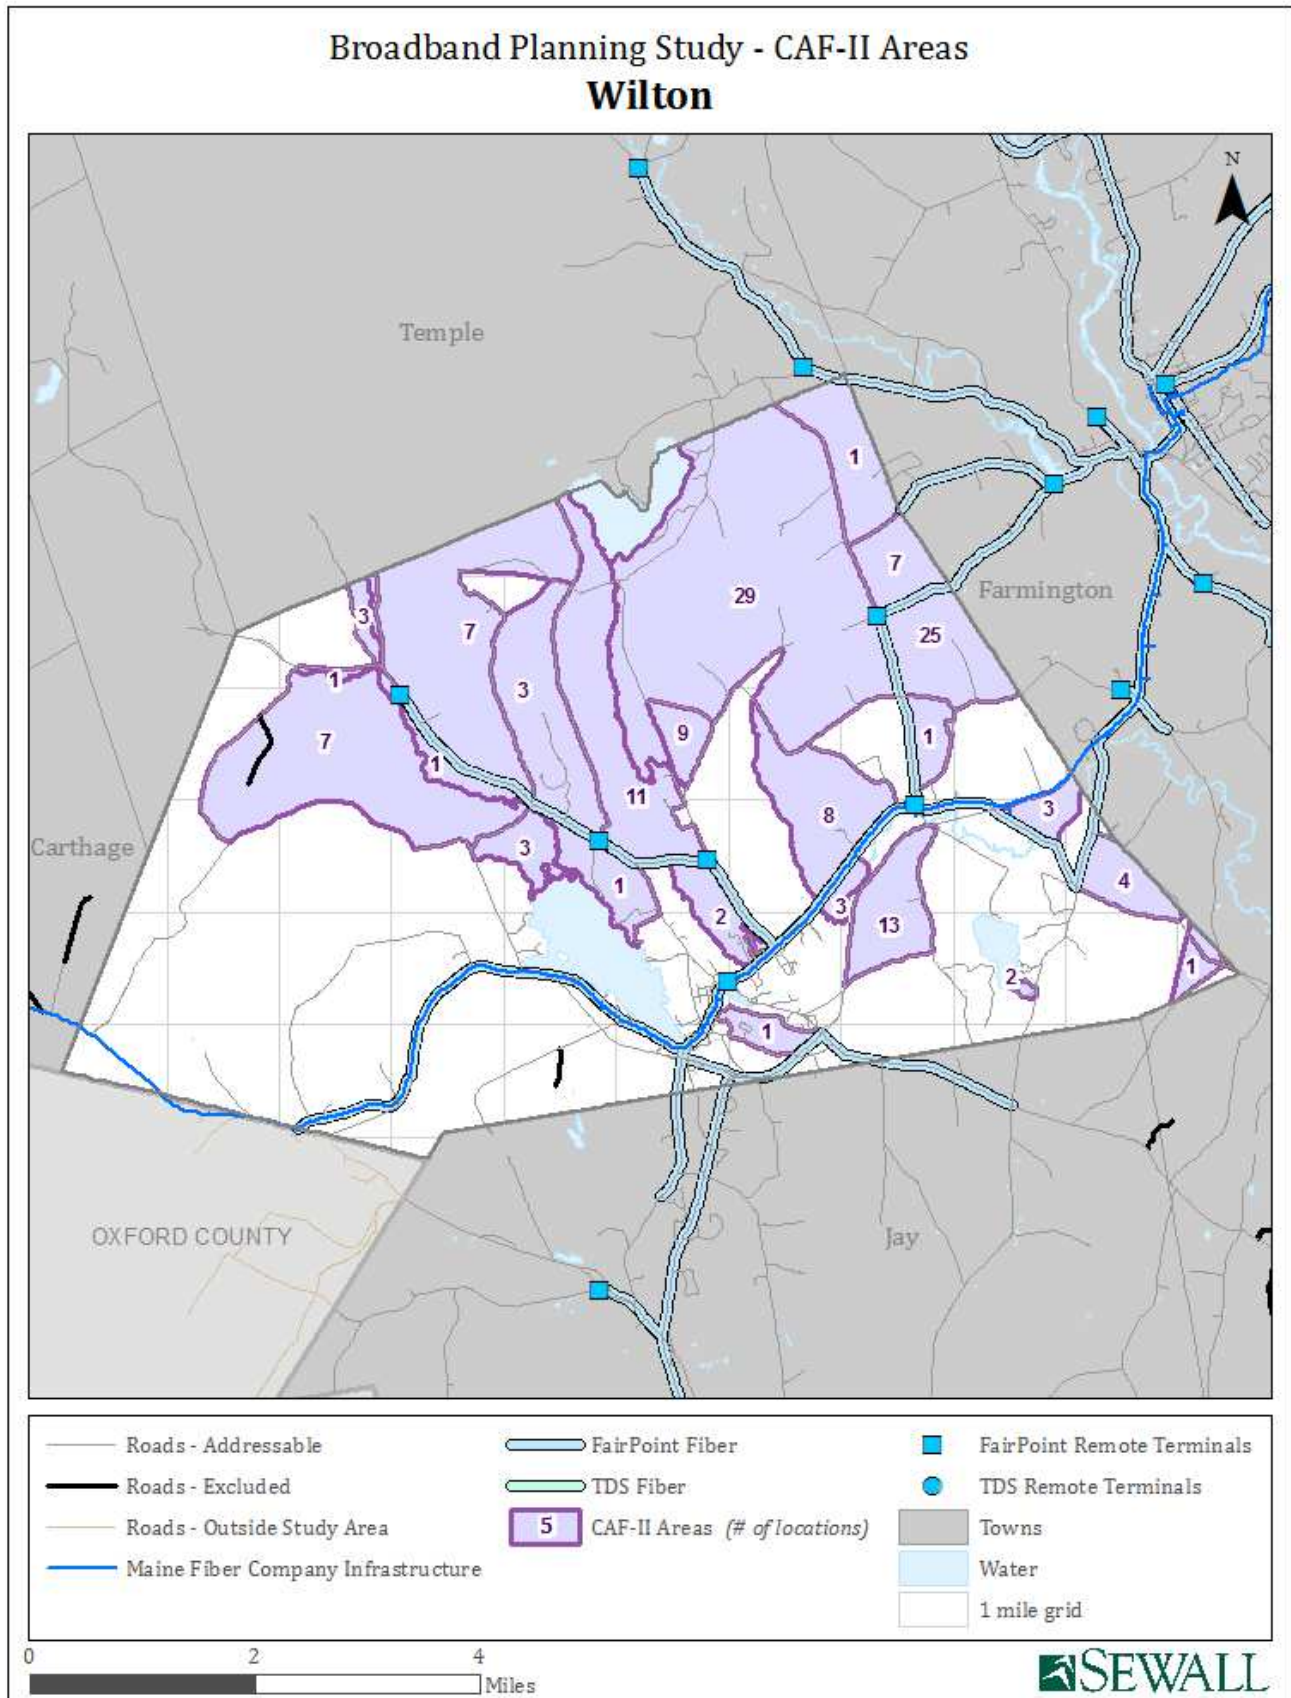 Broadband Planning Study - CAF-II Areas
Wilton
N
Temple
1
7
Farmington
29
25
3
7
3
1
7
9
1
1
11
3
8
Carthage
3
4
1
2
3
13
1
2
1
OXFORD COUNTY
Jay
Roads - Addressable
Roads - Excluded
Roads - Outside Study Area
Maine Fiber Company Infrastructure
FairPoint Fiber
TDS Fiber
5 CAF-II Areas (# of locations)
FairPoint Remote Terminals
TDS Remote Terminals
Towns
Water
1 mile grid
0 2 4
Miles
SEWALL